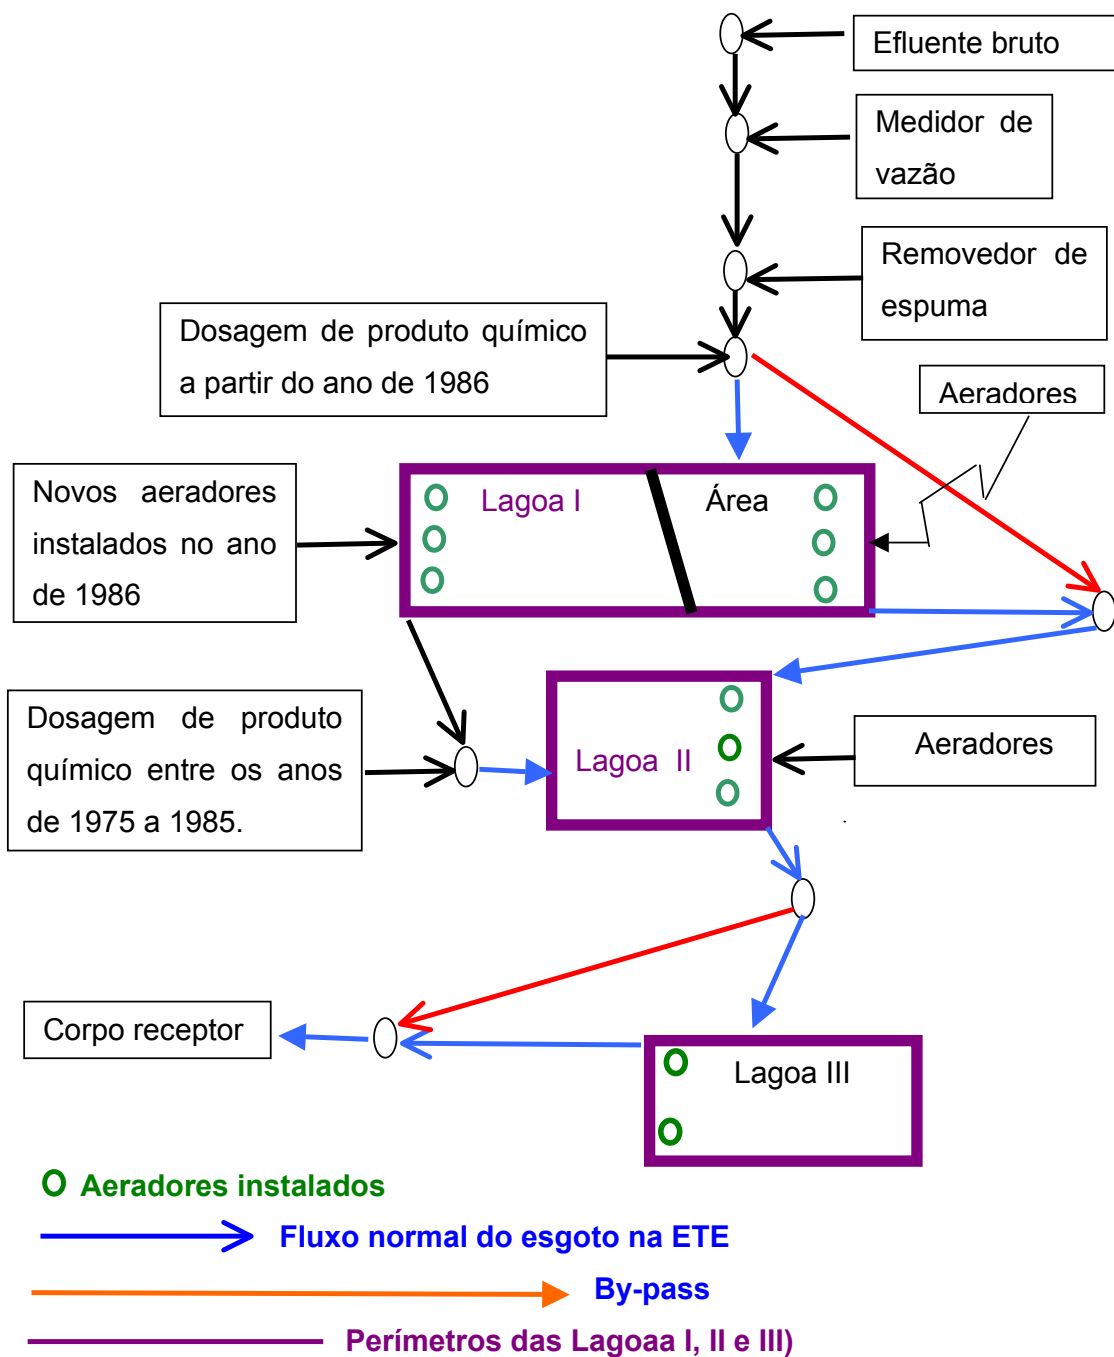 Efluente bruto
Medidor de
vazão
Removedor de
espuma
Dosagem de produto químico
a partir do ano de 1986
Aeradores
Novos aeradores
instalados no ano
de 1986
Lagoa I
Área
Dosagem de produto
químico entre os anos
de 1975 a 1985.
Lagoa II
Aeradores
Corpo receptor
Lagoa III
Aeradores instalados
Fluxo normal do esgoto na ETE
By-pass
Perímetros das Lagoaa I, II e III)